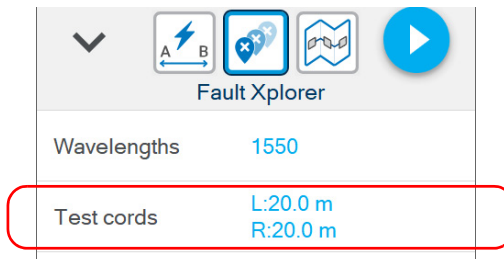 A B
Fault Xplorer
Wavelengths 1550
Test cords L:20.0 m
R:20.0 m